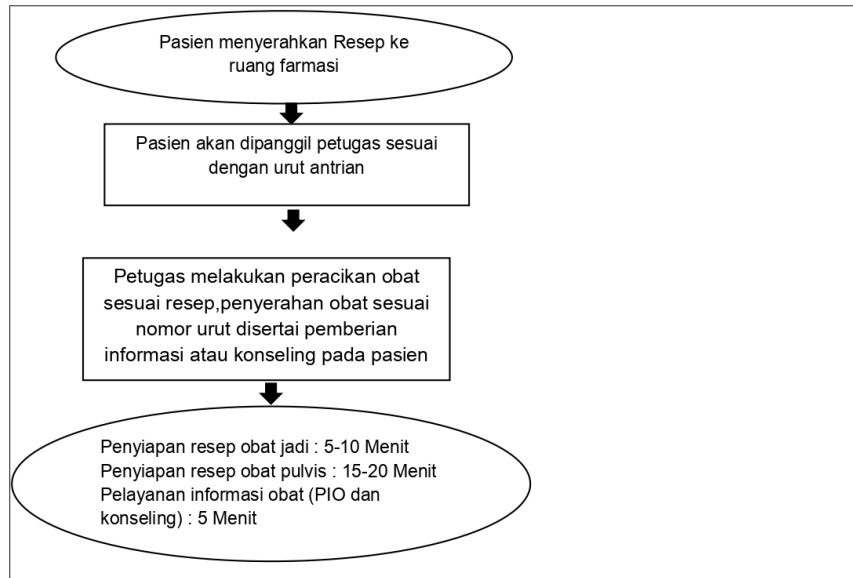 Pasien menyerahkan Resep ke
ruang farmasi
Pasien akan dipanggil petugas sesuai
dengan urut antrian
Petugas melakukan peracikan obat
sesuai resep,penyerahan obat sesuai
nomor urut disertai pemberian
informasi atau konseling pada pasien
Penyiapan resep obat jadi : 5-10 Menit
Penyiapan resep obat pulvis : 15-20 Menit
Pelayanan informasi obat (PIO dan
konseling) : 5 Menit